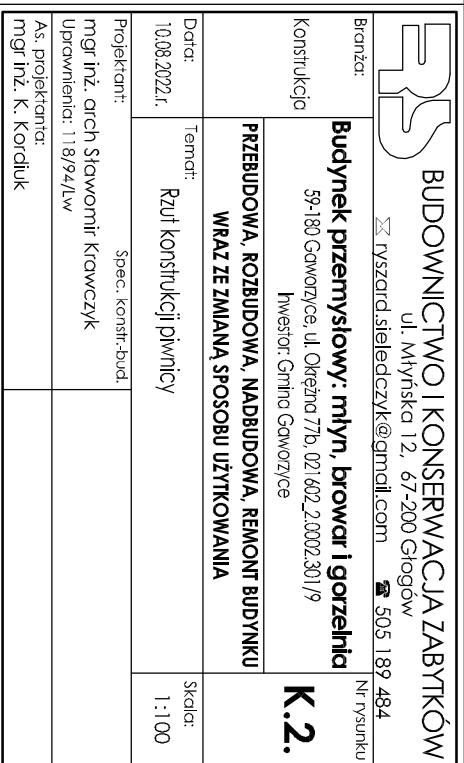 BUDOWNICTWO I KONSERWACJA ZABYTKÓW
ul. Młyńska 12, 67-200 Głogów
ryszard.sieledczyk@gmail.com 505 189 484
Branża:
Konstrukcja
Budynek przemysłowy: młyn, browar i gorzelnia
59-180 Gaworzyce, ul. Okrężna 77b, 021602_2.0002.301/9
Inwestor: Gmina Gaworzyce
Nr rysunku
K.2.
PRZEBUDOWA, ROZBUDOWA, NADBUDOWA, REMONT BUDYNKU
WRAZ ZE ZMIANĄ SPOSOBU UŻYTKOWANIA
Data:
10.08.2022.r.
Temat:
Rzut konstrukcji piwnicy
Skala:
1:100
Projektant: Spec. konstr.-bud.
mgr inż. arch Sławomir Krawczyk
Uprawnienia: 118/94/Lw
As. projektanta:
mgr inż. K. Kordiuk